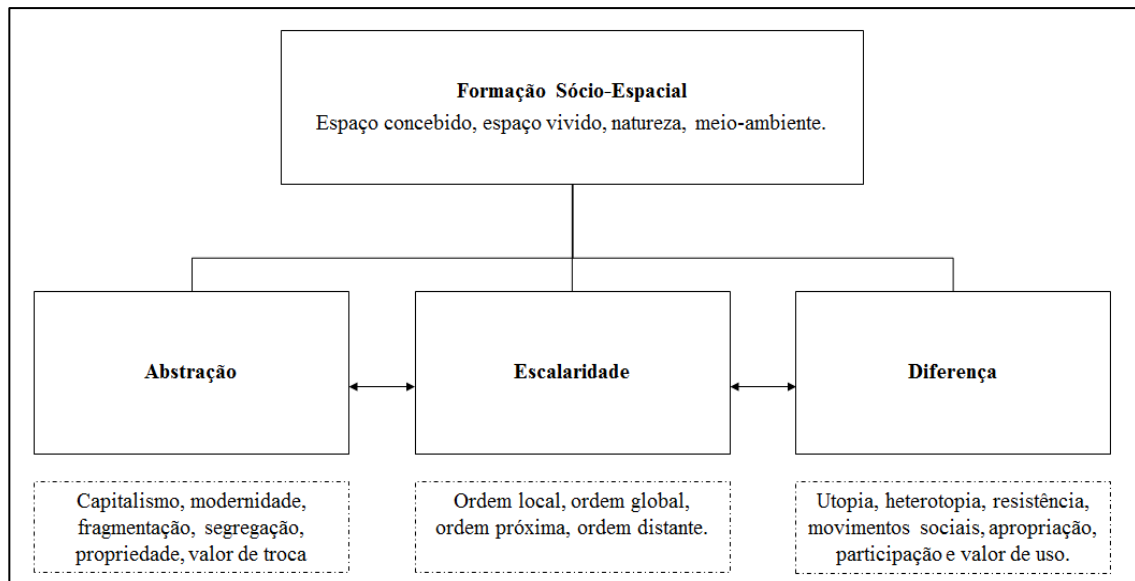 Formação Sócio-Espacial
Espaço concebido, espaço vivido, natureza, meio-ambiente.
Abstração
Escalaridade
Diferença
Capitalismo, modernidade,
fragmentação, segregação,
propriedade, valor de troca
Ordem local, ordem global,
ordem próxima, ordem distante.
Utopia, heterotopia, resistência,
movimentos sociais, apropriação,
participação e valor de uso.